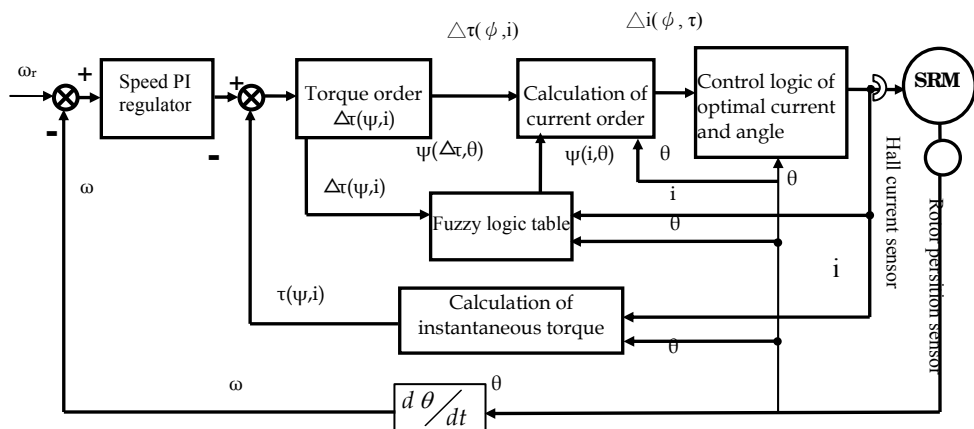 △τ(ψ,i)
△i(ψ,τ)
ωr
+
-
Speed PI
regulator
+
-
Torque order
Δτ(ψ,i)
Calculation of
current order
Control logic of
optimal current
and angle
SRM
ψ(Δτ,θ)
ψ(i,θ)
θ
θ
ω
Δτ(ψ,i)
i
Fuzzy logic table
θ
Hall current sensor
Rotor persition sensor
i
τ(ψ,i)
Calculation of
instantaneous torque
θ
ω
θ
dθ/dt